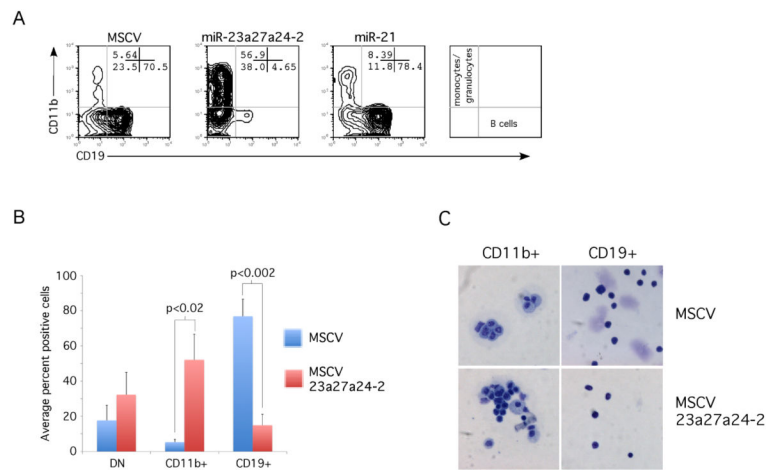 A
MSCV
miR-23a27a24-2
miR-21
5.64
23.5 70.5
56.9
38.0 4.65
8.39
11.8 78.4
monocytes/
granulocytes
B cells
CD11b
CD19
B
C
Average percent positive cells
100
80
60
40
20
0
p<0.02
p<0.002
DN
CD11b+
CD19+
MSCV
MSCV
23a27a24-2
CD11b+
CD19+
MSCV
MSCV
23a27a24-2